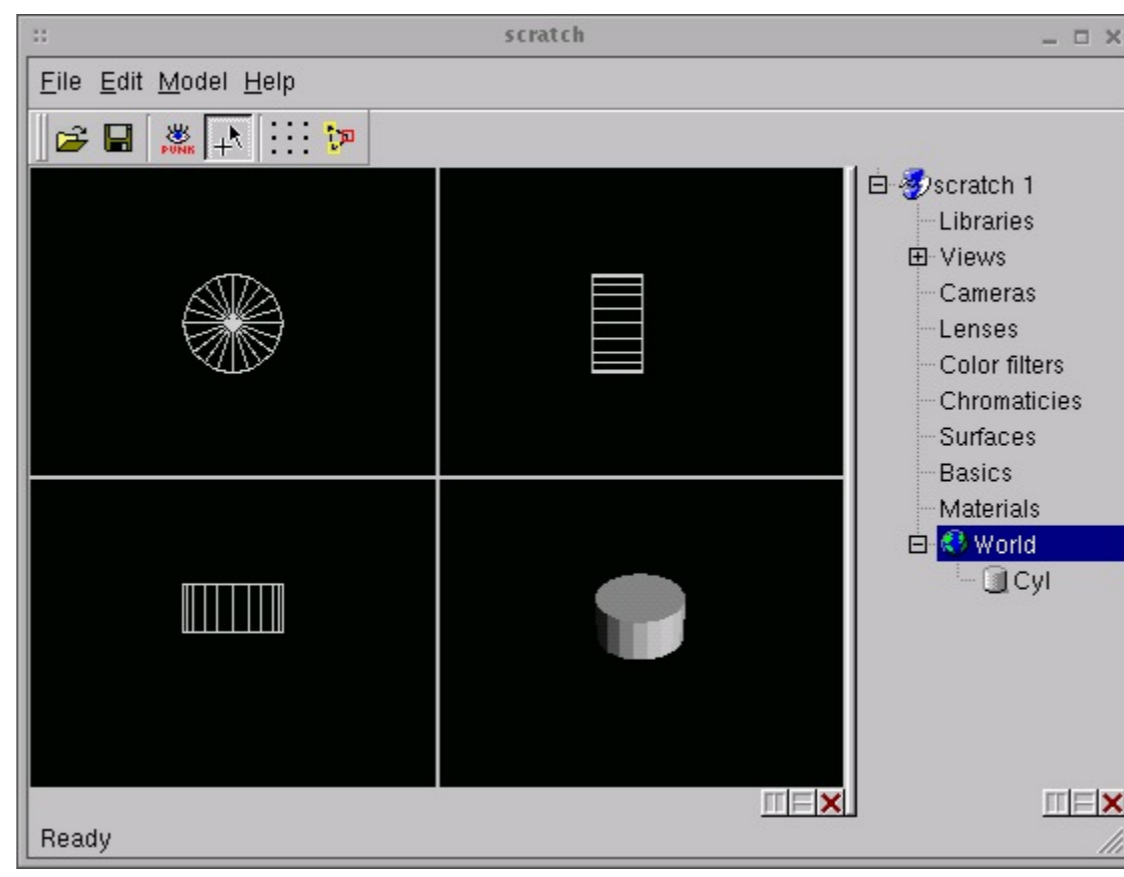 scratch
File Edit Model Help
PUNK
scratch 1
Libraries
Views
Cameras
Lenses
Color filters
Chromaticies
Surfaces
Basics
Materials
World
Cyl
Ready